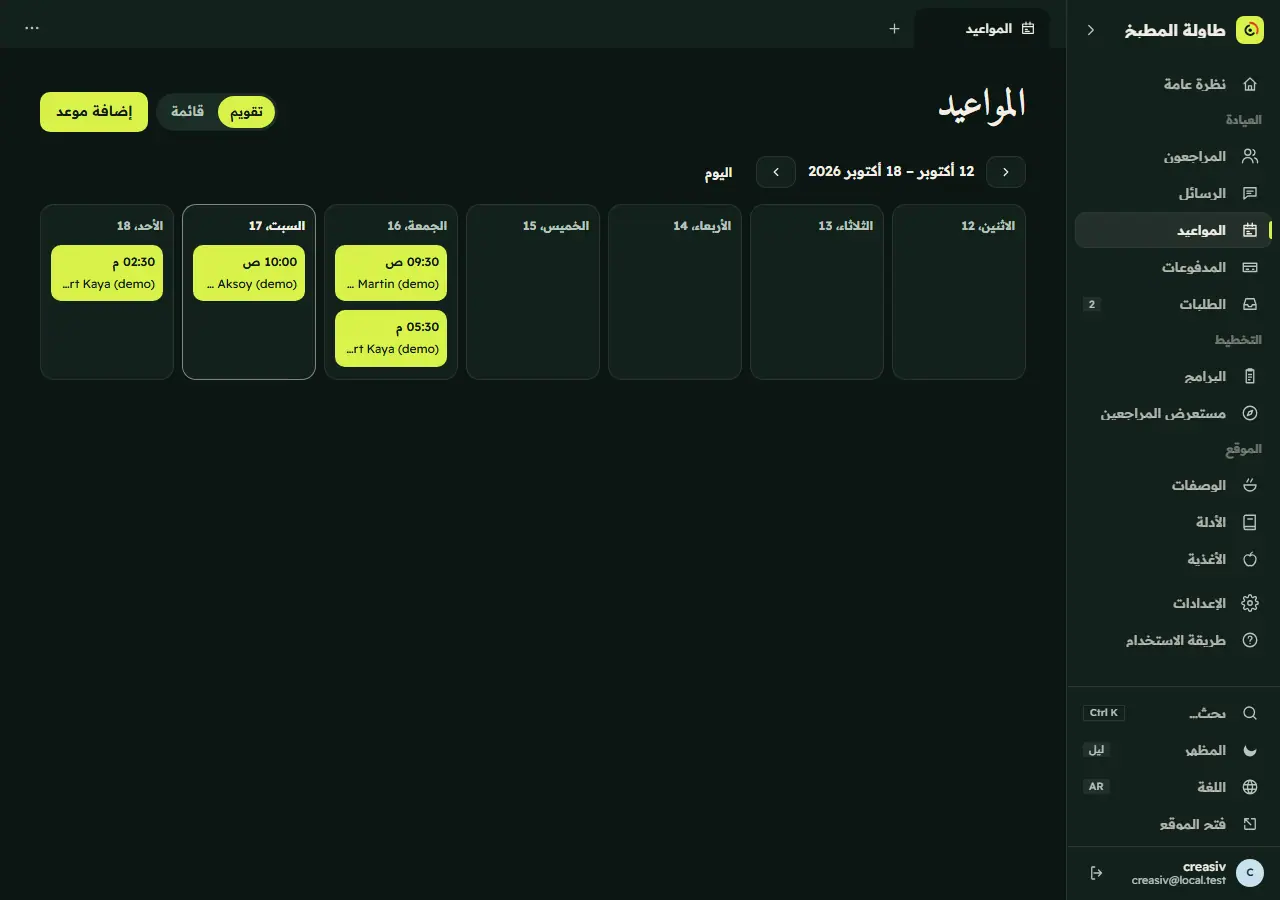 طاولة المطبخ
نظرة عامة
العيادة
المراجعون
الرسائل
المواعيد
المدفوعات
الطلبات
2
التخطيط
البرامج
مستعرض المراجعين
الموقع
الوصفات
الأدلة
الأغذية
الإعدادات
طريقة الاستخدام
بحث...
Ctrl K
المظهر
ليل
اللغة
AR
فتح الموقع
C
creasiv
creasiv@local.test
المواعيد
+
...
المواعيد
تقويم
قائمة
إضافة موعد
12 أكتوبر – 18 أكتوبر 2026
اليوم
الاثنين، 12
الثلاثاء، 13
الأربعاء، 14
الخميس، 15
الجمعة، 16
09:30 ص
... Martin (demo)
05:30 م
...rt Kaya (demo)
السبت، 17
10:00 ص
... Aksoy (demo)
الأحد، 18
02:30 م
...rt Kaya (demo)